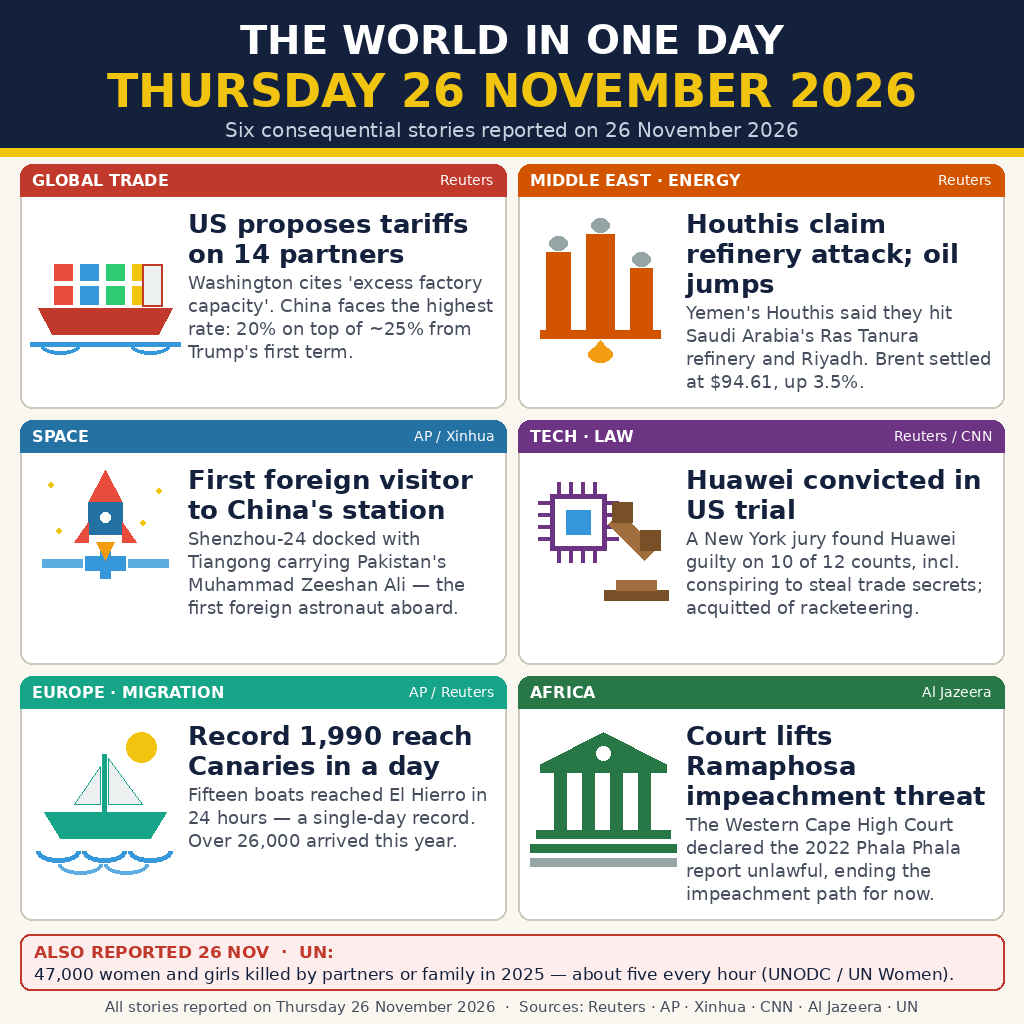 THE WORLD IN ONE DAY
THURSDAY 26 NOVEMBER 2026
Six consequential stories reported on 26 November 2026
GLOBAL TRADE
Reuters
US proposes tariffs
on 14 partners
Washington cites 'excess factory
capacity'. China faces the highest
rate: 20% on top of ~25% from
Trump's first term.
MIDDLE EAST · ENERGY
Reuters
Houthis claim
refinery attack; oil
jumps
Yemen's Houthis said they hit
Saudi Arabia's Ras Tanura
refinery and Riyadh. Brent settled
at $94.61, up 3.5%.
SPACE
AP / Xinhua
First foreign visitor
to China's station
Shenzhou-24 docked with
Tiangong carrying Pakistan's
Muhammad Zeeshan Ali — the
first foreign astronaut aboard.
TECH · LAW
Reuters / CNN
Huawei convicted in
US trial
A New York jury found Huawei
guilty on 10 of 12 counts, incl.
conspiring to steal trade secrets;
acquitted of racketeering.
EUROPE · MIGRATION
AP / Reuters
Record 1,990 reach
Canaries in a day
Fifteen boats reached El Hierro in
24 hours — a single-day record.
Over 26,000 arrived this year.
AFRICA
Al Jazeera
Court lifts
Ramaphosa
impeachment threat
The Western Cape High Court
declared the 2022 Phala Phala
report unlawful, ending the
impeachment path for now.
ALSO REPORTED 26 NOV · UN:
47,000 women and girls killed by partners or family in 2025 — about five every hour (UNODC / UN Women).
All stories reported on Thursday 26 November 2026 · Sources: Reuters · AP · Xinhua · CNN · Al Jazeera · UN